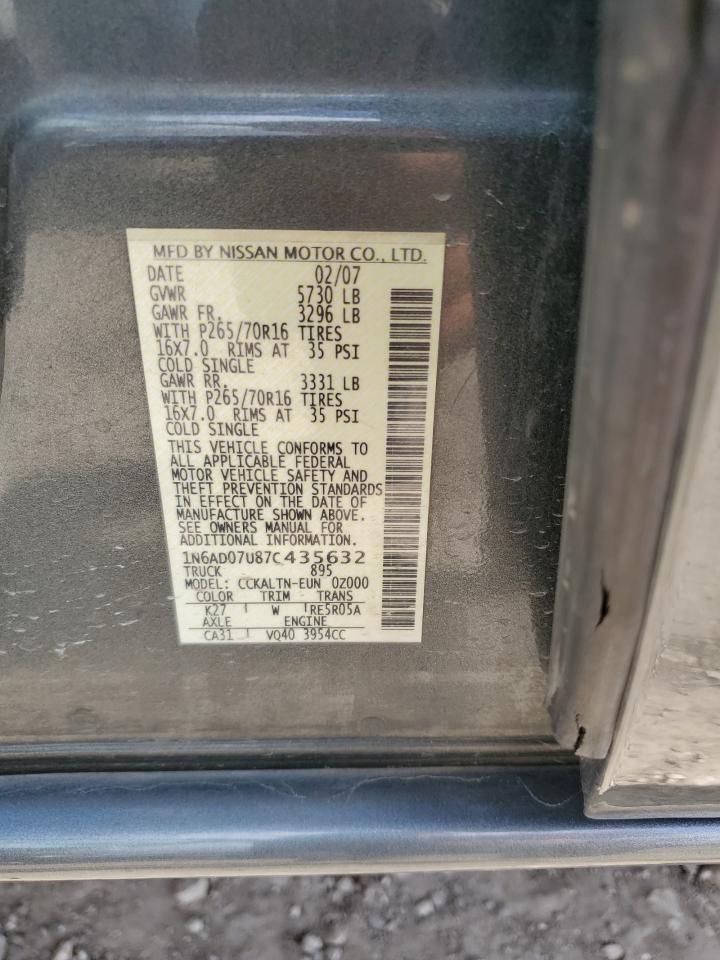 MFD BY NISSAN MOTOR CO., LTD.
DATE 02/07
GVWR 5730 LB
GAWR FR. 3296 LB
WITH P265/70R16 TIRES
16X7.0 RIMS AT 35 PSI
COLD SINGLE
GAWR RR. 3331 LB
WITH P265/70R16 TIRES
16X7.0 RIMS AT 35 PSI
COLD SINGLE
THIS VEHICLE CONFORMS TO
ALL APPLICABLE FEDERAL
MOTOR VEHICLE SAFETY AND
THEFT PREVENTION STANDARDS
IN EFFECT ON THE DATE OF
MANUFACTURE SHOWN ABOVE.
SEE OWNERS MANUAL FOR
ADDITIONAL INFORMATION
1N6AD07U87C435632
TRUCK 895
MODEL: CCKALTN-EUN 0Z000
COLOR TRIM TRANS
K27 W RE5R05A
AXLE ENGINE
CA31 VQ40 3954CC